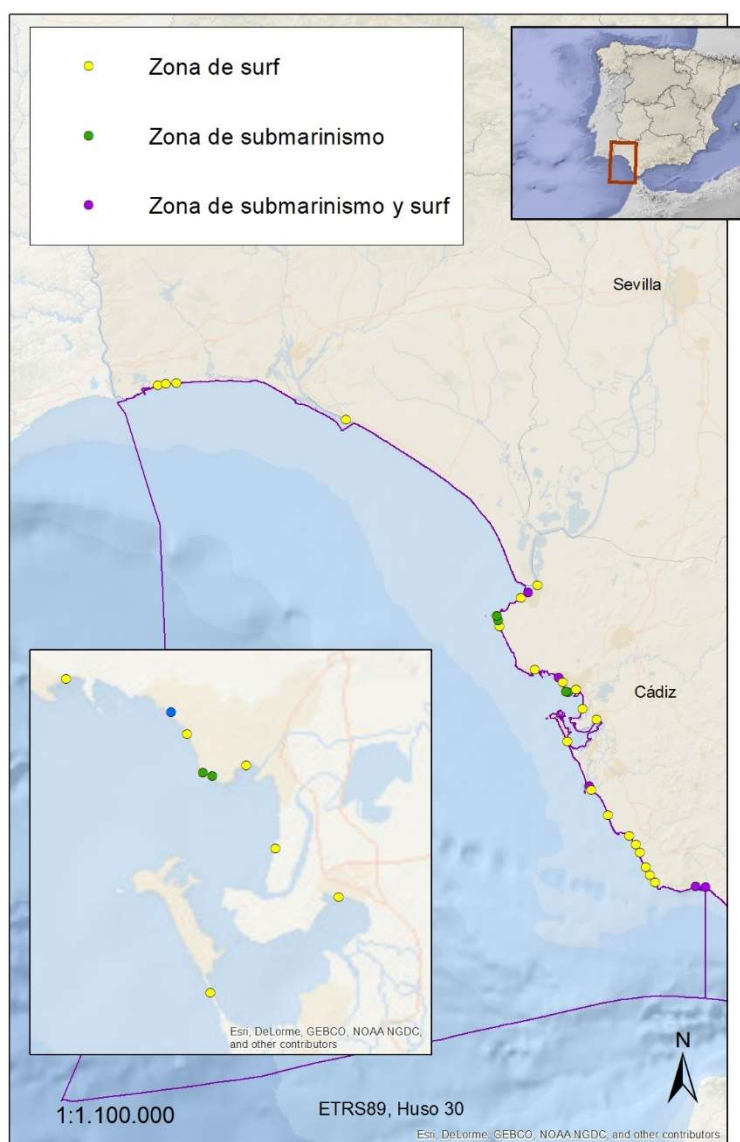 Zona de surf
Zona de submarinismo
Zona de submarinismo y surf
Sevilla
Cádiz
Esri, DeLorme, GEBCO, NOAA NGDC,
and other contributors
N
1:1.100.000
ETRS89, Huso 30
Esri, DeLorme, GEBCO, NOAA NGDC, and other contributors